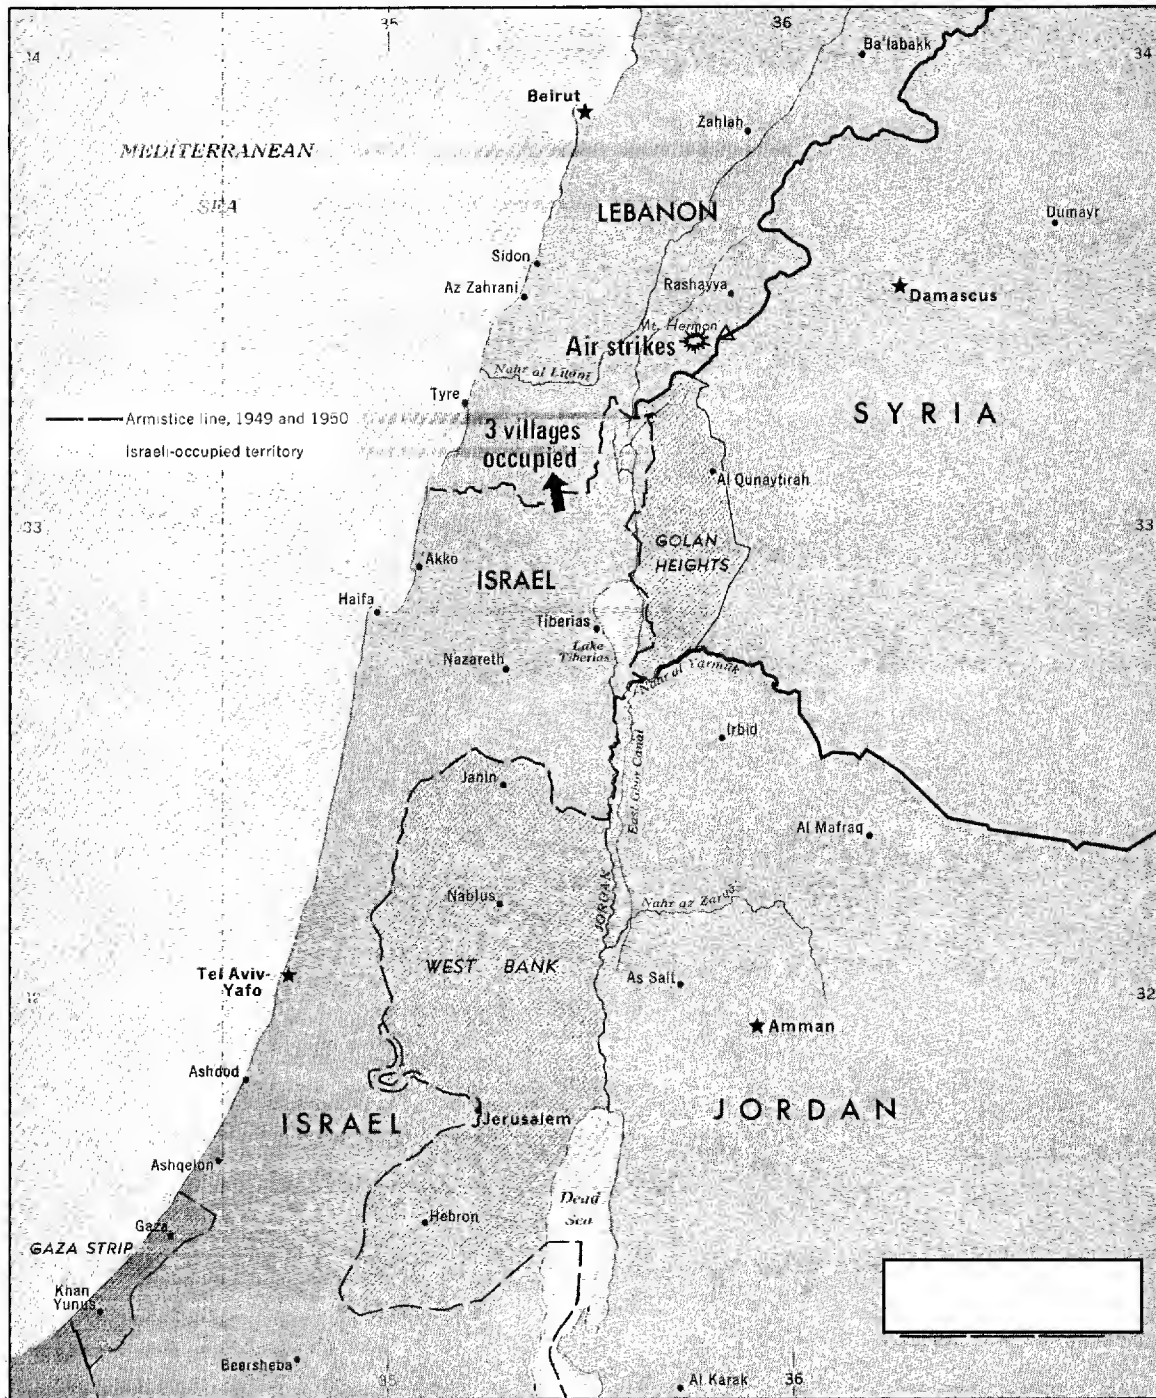 35
36
34
34
Ba'labakk
Beirut
Zahlah
MEDITERRANEAN
SEA
LEBANON
Dumayr
Sidon
Az Zahrani
Rashayya
Damascus
Mt. Hermon
Air strikes
Nahr al Litani
Tyre
SYRIA
Armistice line, 1949 and 1950
Israeli-occupied territory
3 villages
occupied
Al Qunaytirah
33
33
GOLAN
HEIGHTS
'Akko
ISRAEL
Haifa
Tiberias
Lake
Tiberias
Nazareth
Nahr al Yarmuk
Irbid
East Ghor Canal
Janin
Al Mafraq
Nablus
JORDAN
Nahr az Zarqa
WEST BANK
As Salt
Tel Aviv-
Yafo
32
32
Amman
Ashdod
ISRAEL
Jerusalem
JORDAN
Ashqelon
Dead
Sea
Hebron
Gaza
GAZA STRIP
Khan
Yunus
Beersheba
35
36
Al Karak